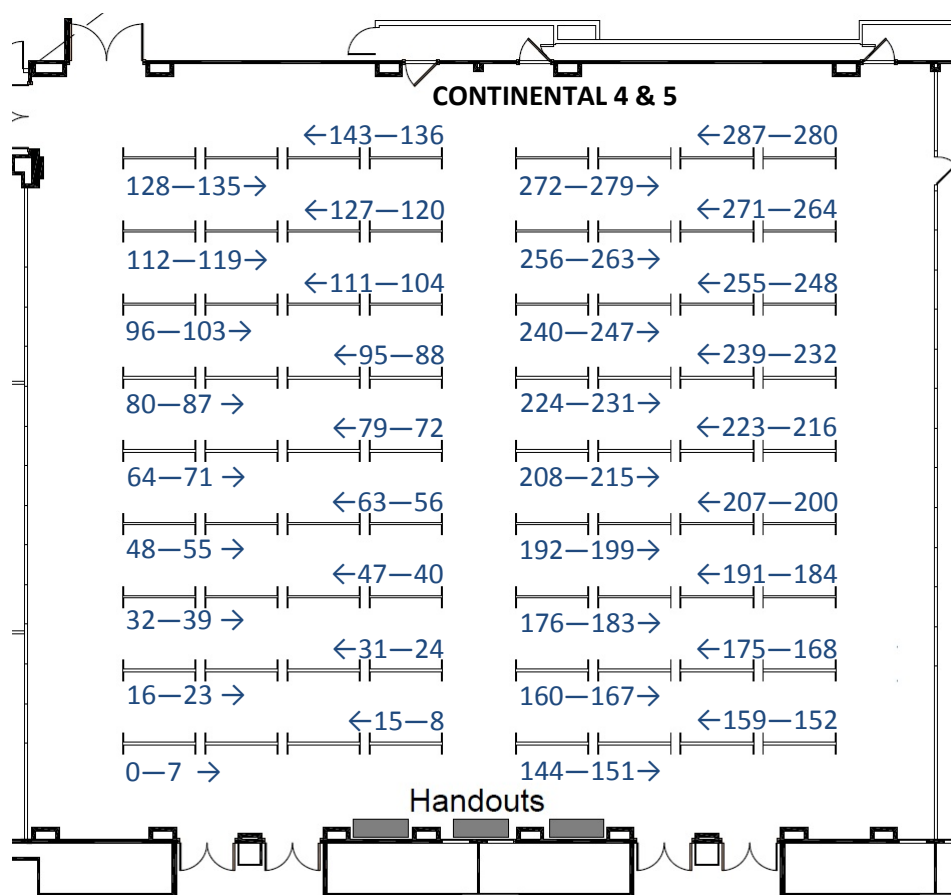 CONTINENTAL 4 & 5
←143—136 ←287—280
128—135→ 272—279→
←127—120 ←271—264
112—119→ 256—263→
←111—104 ←255—248
96—103→ 240—247→
←95—88 ←239—232
80—87 → 224—231→
←79—72 ←223—216
64—71 → 208—215→
←63—56 ←207—200
48—55 → 192—199→
←47—40 ←191—184
32—39 → 176—183→
←31—24 ←175—168
16—23 → 160—167→
←15—8 ←159—152
0—7 → 144—151→
Handouts